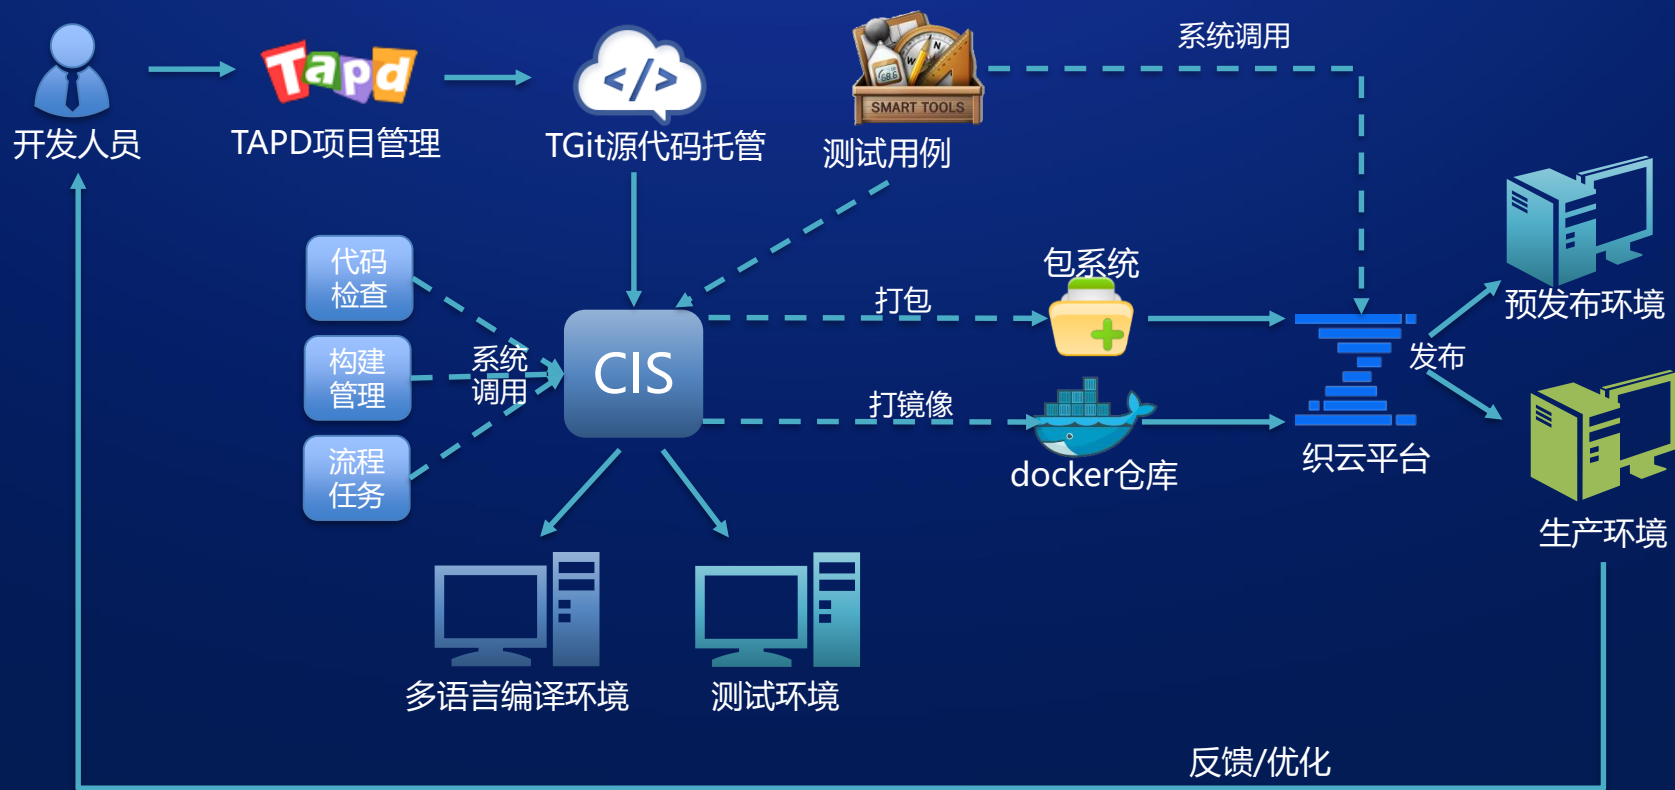 系统调用
Tapd
</>
SMART TOOLS
开发人员
TAPD项目管理
TGit源代码托管
测试用例
代码
检查
构建
管理
流程
任务
系统
调用
CIS
打包
包系统
打镜像
docker仓库
织云平台
发布
预发布环境
生产环境
多语言编译环境
测试环境
反馈/优化